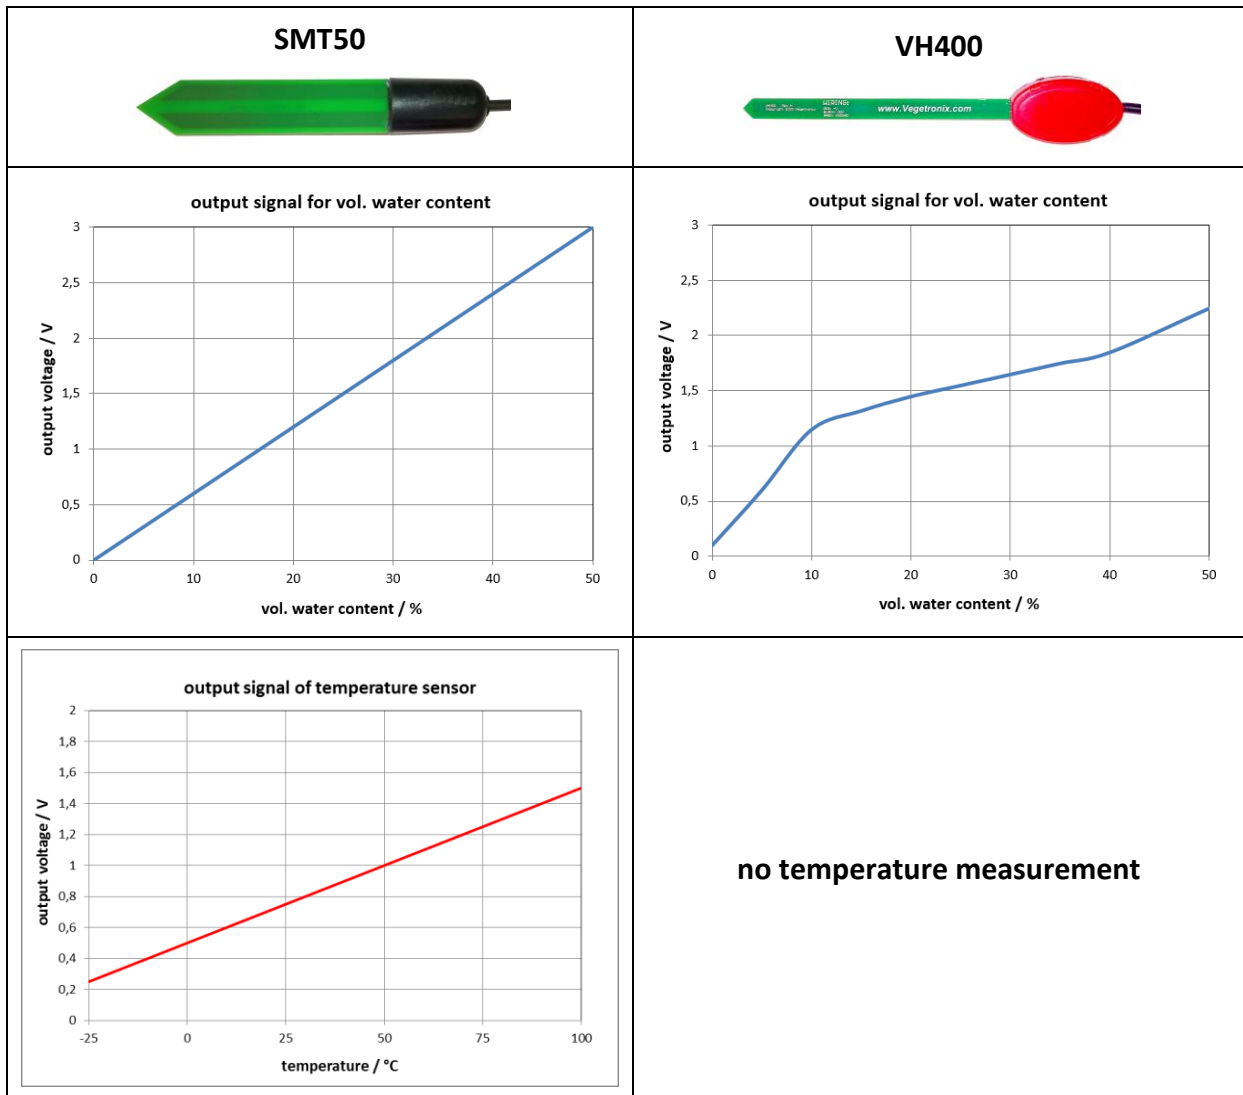 SMT50
VH400
www.Vegetronix.com
output signal for vol. water content
3
2,5
2
1,5
1
0,5
0
0 10 20 30 40 50
output voltage / V
vol. water content / %
output signal for vol. water content
3
2,5
2
1,5
1
0,5
0
0 10 20 30 40 50
output voltage / V
vol. water content / %
output signal of temperature sensor
2
1,8
1,6
1,4
1,2
1
0,8
0,6
0,4
0,2
0
-25 0 25 50 75 100
output voltage / V
temperature / °C
no temperature measurement